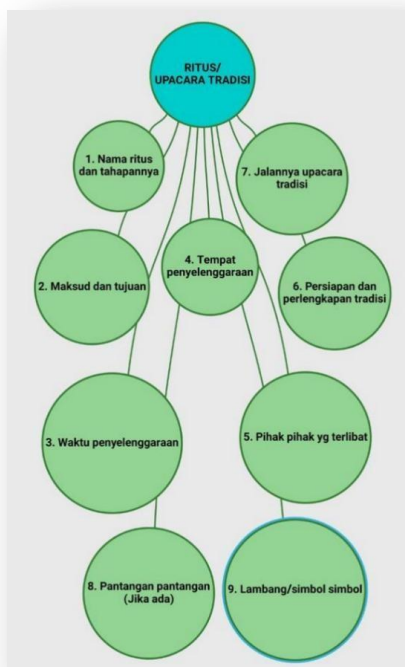 RITUS/
UPACARA TRADISI
1. Nama ritus
dan tahapannya
7. Jalannya upacara
tradisi
2. Maksud dan tujuan
4. Tempat
penyelenggaraan
6. Persiapan dan
perlengkapan tradisi
3. Waktu penyelenggaraan
5. Pihak pihak yg terlibat
8. Pantangan pantangan
(Jika ada)
9. Lambang/simbol simbol